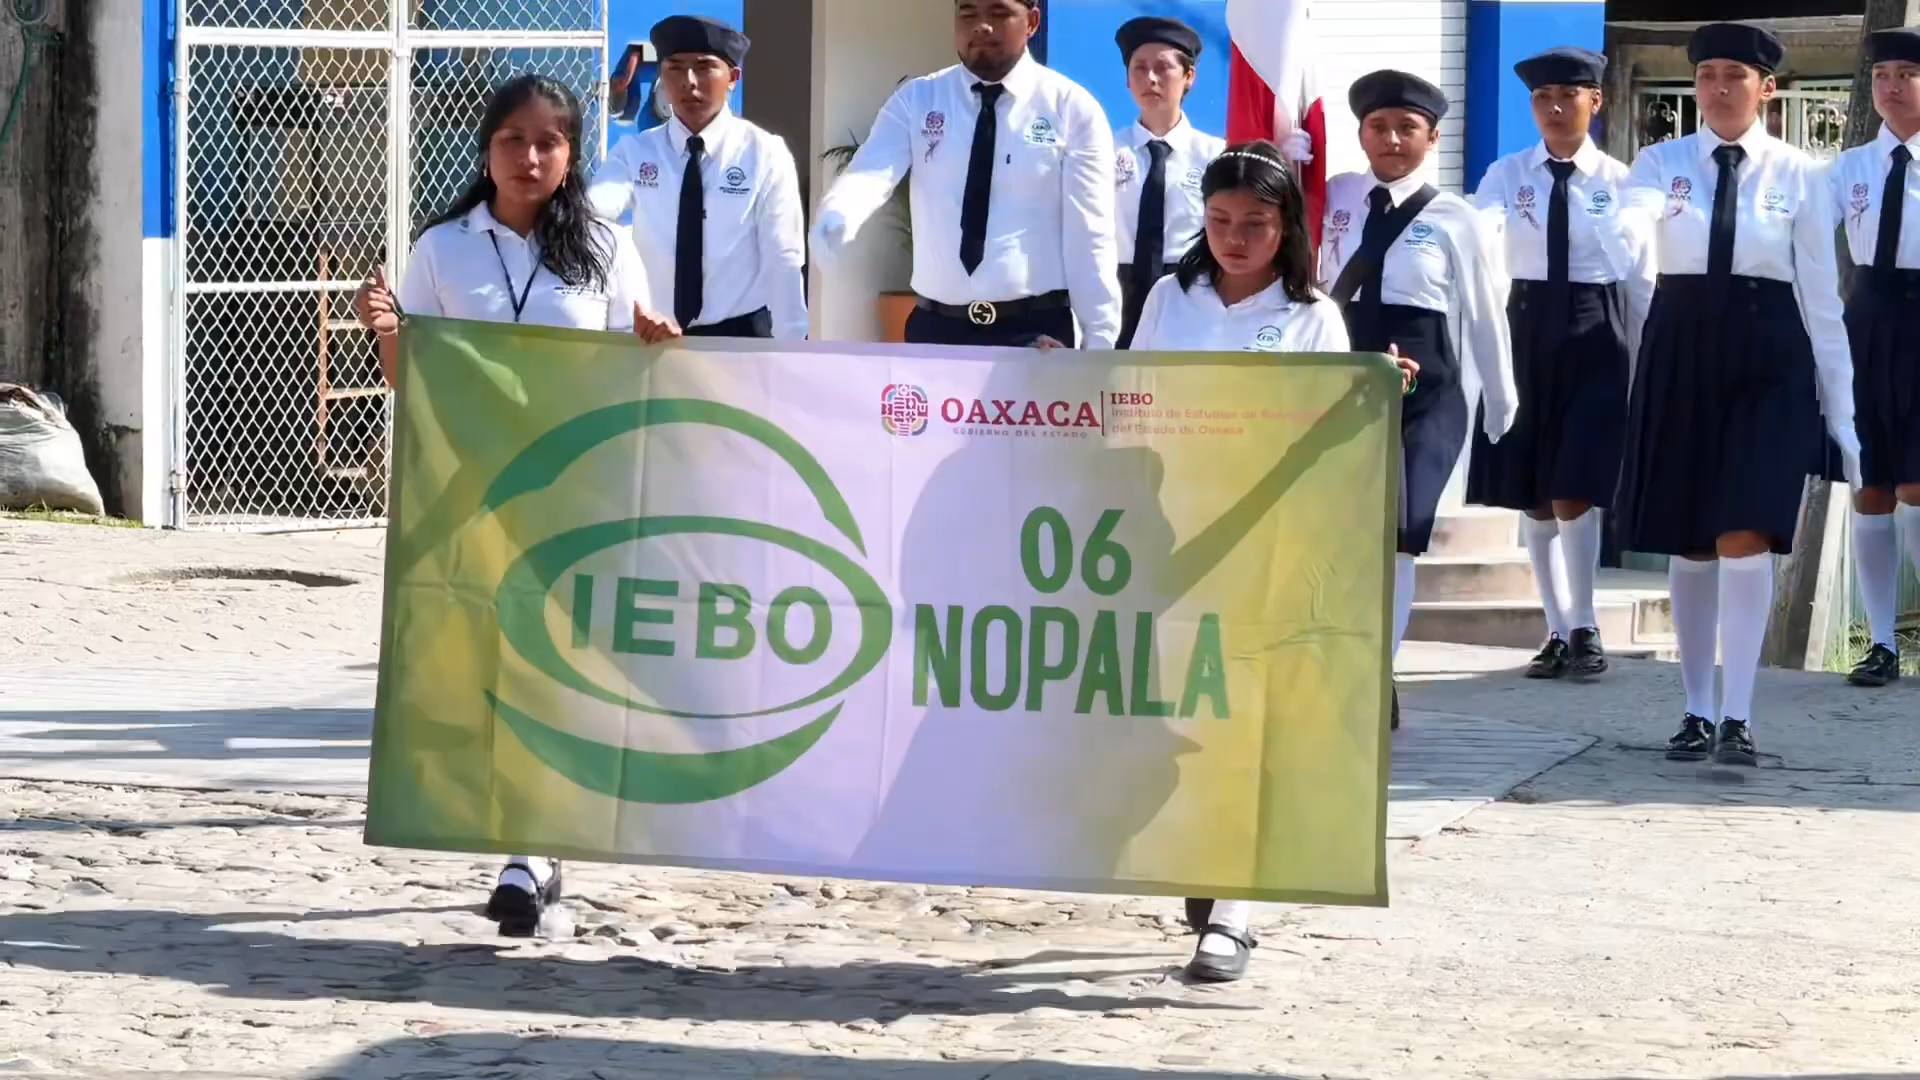 OAXACA
GOBIERNO DEL ESTADO
IEBO
Instituto de Estudios de
del Estado de Oaxaca
IEBO
06
NOPALA